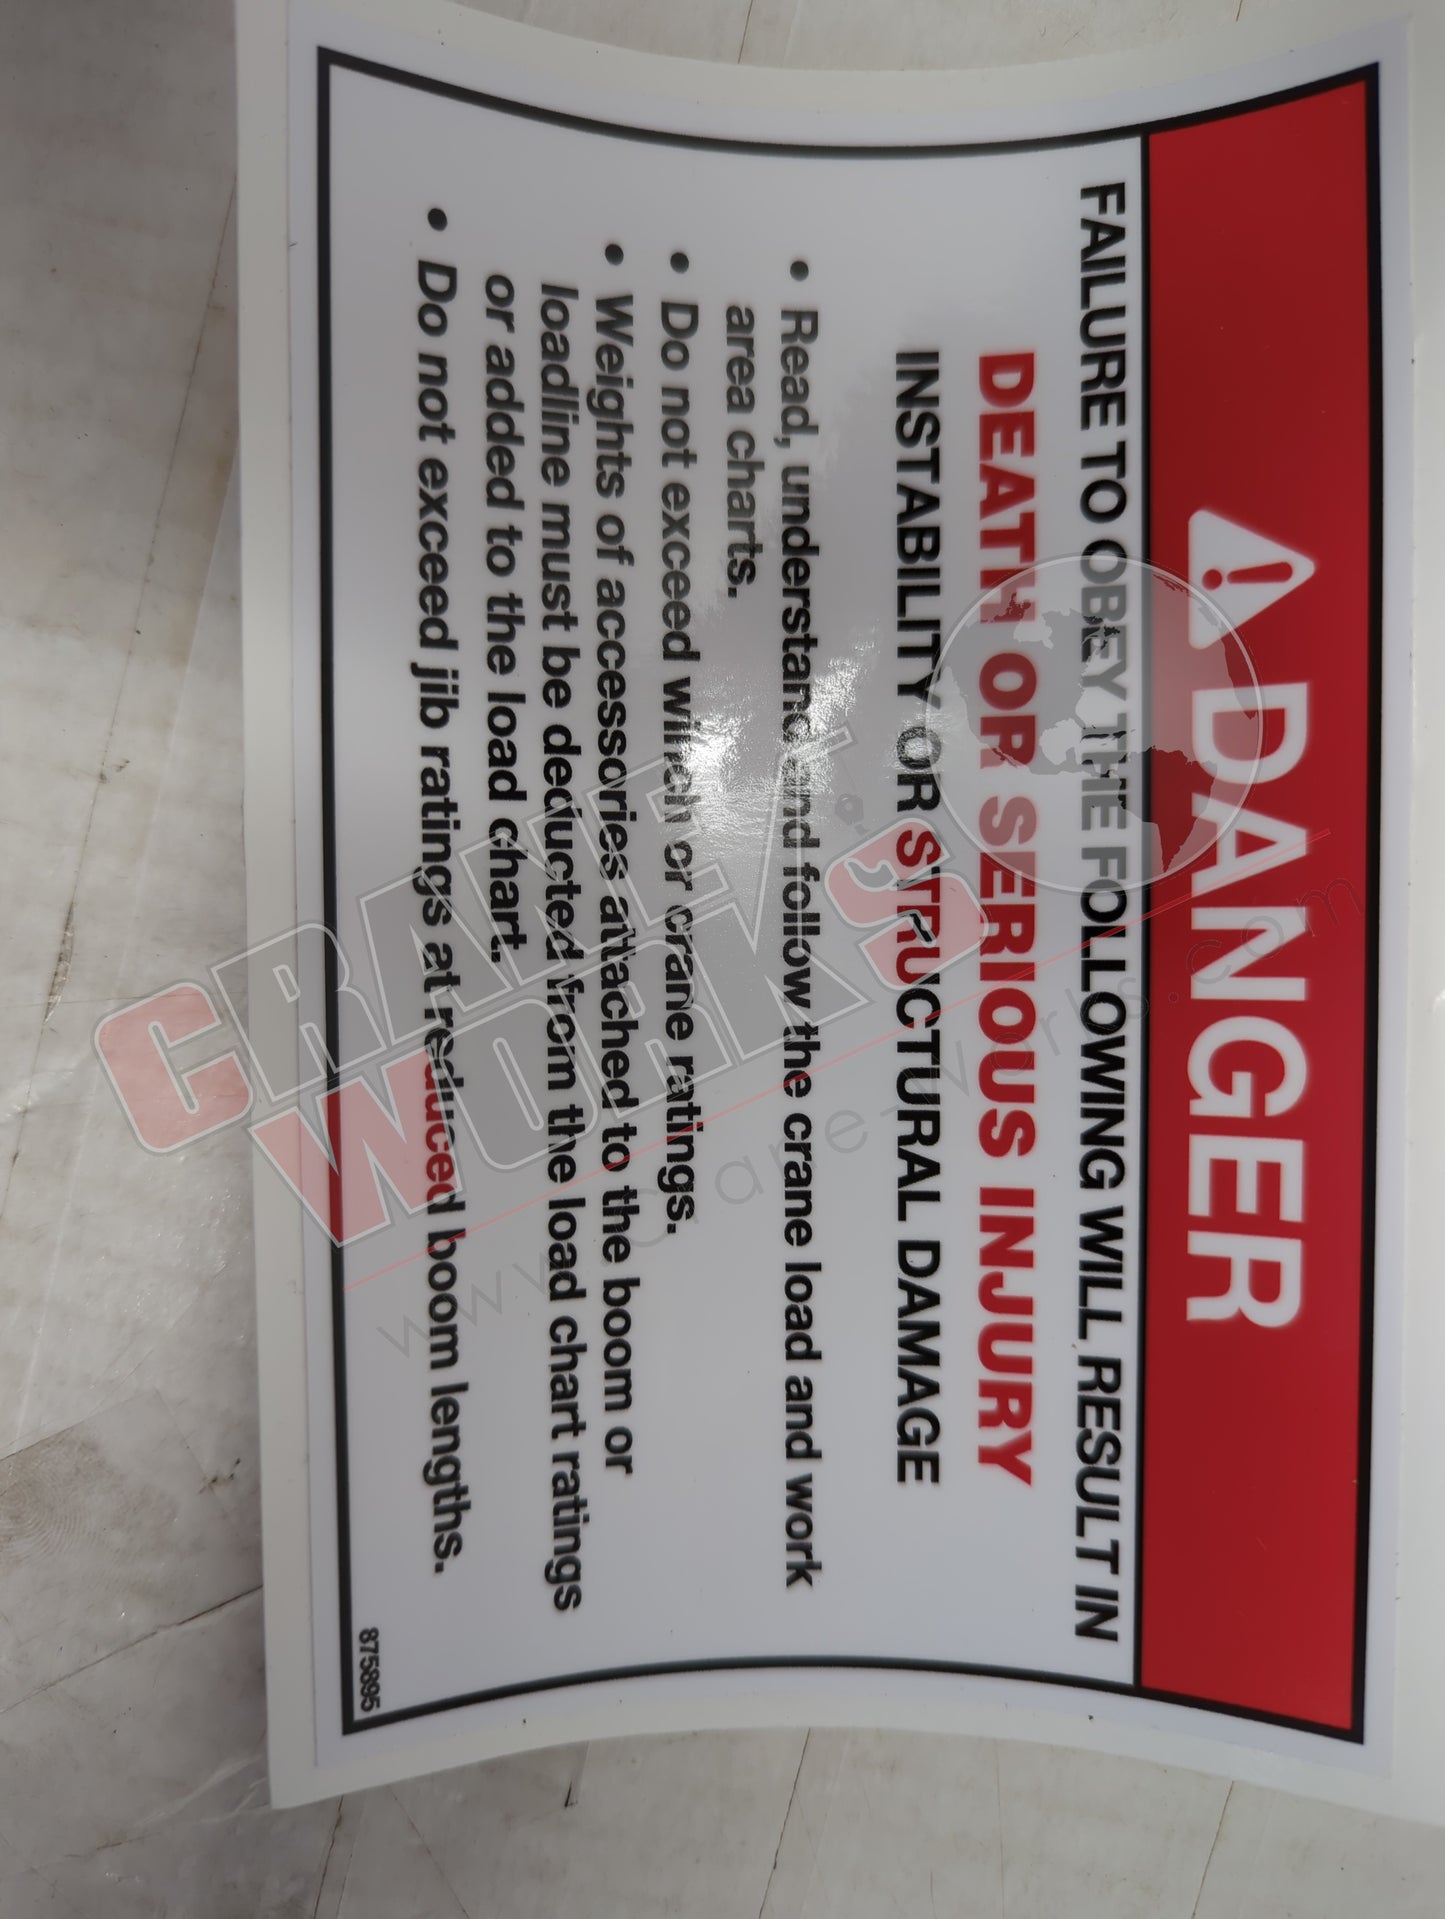 DANGER
FAILURE TO OBEY THE FOLLOWING WILL RESULT IN
DEATH OR SERIOUS INJURY
INSTABILITY OR STRUCTURAL DAMAGE
• Read, understand and follow the crane load and work
area charts.
• Do not exceed winch or crane ratings.
• Weights of accessories attached to the boom or
loadline must be deducted from the load chart ratings
or added to the load chart.
• Do not exceed jib ratings at reduced boom lengths.
875895
CRANE
WORKS
www.crane-works.com